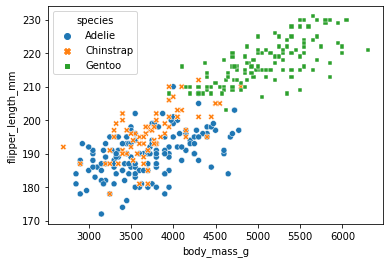 species
Adelie
Chinstrap
Gentoo
230
220
210
200
190
180
170
flipper_length_mm
3000 3500 4000 4500 5000 5500 6000
body_mass_g